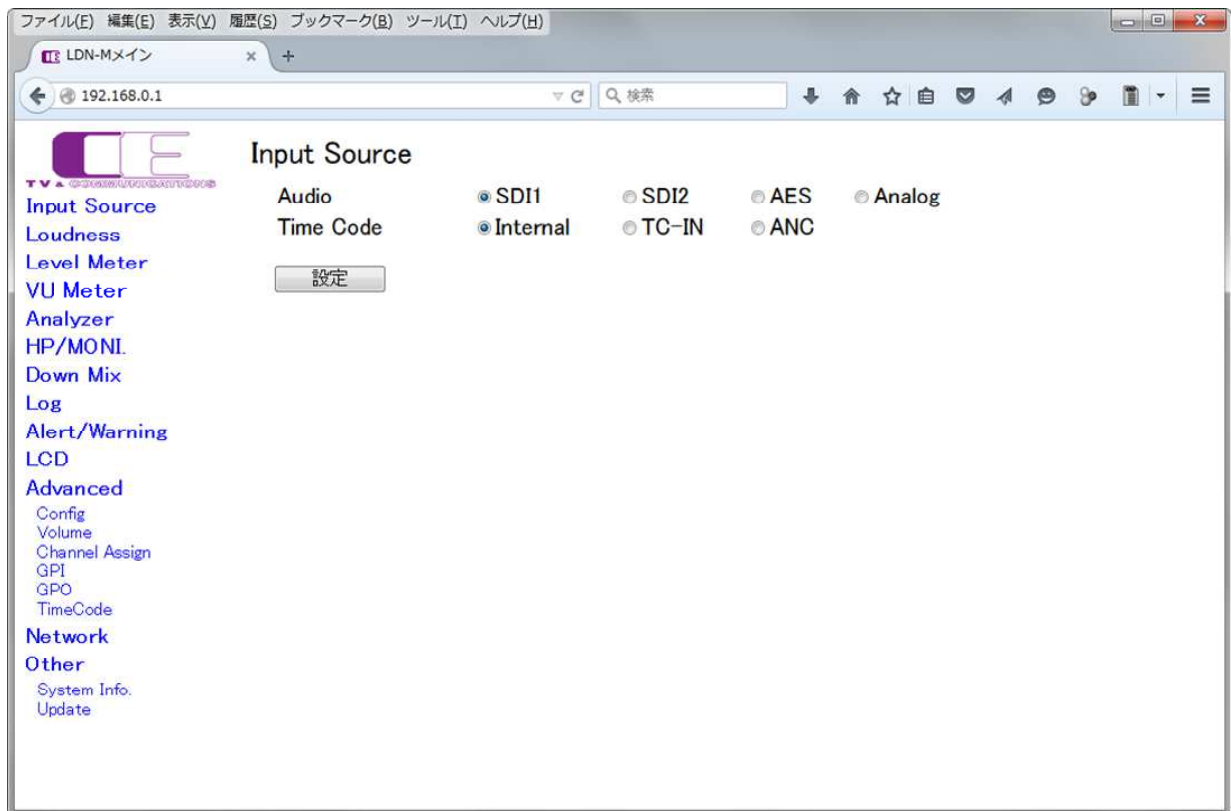 ファイル(F) 編集(E) 表示(V) 履歴(S) ブックマーク(B) ツール(T) ヘルプ(H)
LDN-Mメイン × +
192.168.0.1 検索
TV & COMMUNICATIONS
Input Source
Audio SDI1 SDI2 AES Analog
Time Code Internal TC-IN ANC
設定
Input Source
Loudness
Level Meter
VU Meter
Analyzer
HP/MONI.
Down Mix
Log
Alert/Warning
LCD
Advanced
Config
Volume
Channel Assign
GPI
GPO
TimeCode
Network
Other
System Info.
Update